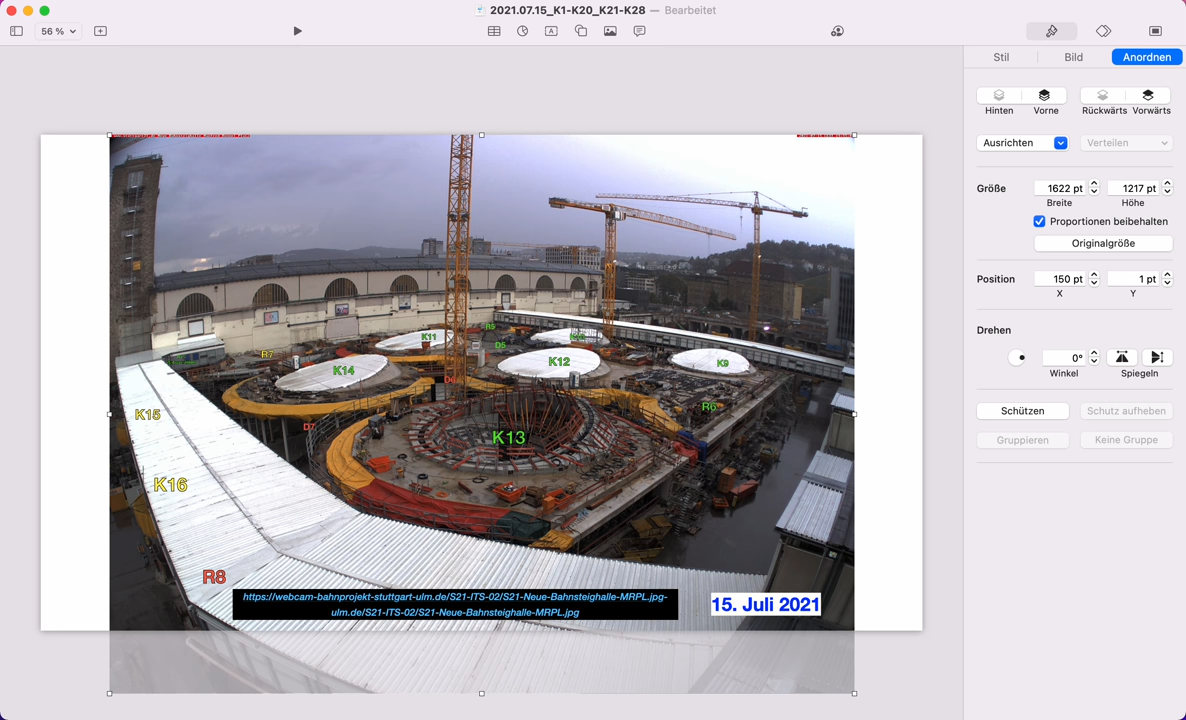 2021.07.15_K1-K20_K21-K28 — Bearbeitet
56 %
Stil
Bild
Anordnen
Hinten
Vorne
Rückwärts
Vorwärts
Ausrichten
Verteilen
Größe
1622 pt
1217 pt
Breite
Höhe
Proportionen beibehalten
Originalgröße
Position
150 pt
1 pt
X
Y
Drehen
0°
Winkel
Spiegeln
Schützen
Schutz aufheben
Gruppieren
Keine Gruppe
R5
K11
D5
R7
K12
K9
K14
D6
R6
K15
D7
K13
K16
R8
https://webcam-bahnprojekt-stuttgart-ulm.de/S21-ITS-02/S21-Neue-Bahnsteighalle-MRPL.jpg-
ulm.de/S21-ITS-02/S21-Neue-Bahnsteighalle-MRPL.jpg
15. Juli 2021